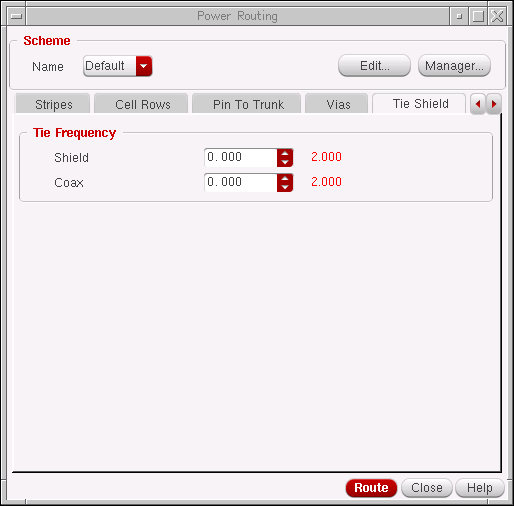 Power Routing
Scheme
Name Default Edit... Manager...
Stripes Cell Rows Pin To Trunk Vias Tie Shield
Tie Frequency
Shield 0.000 2.000
Coax 0.000 2.000
Route Close Help